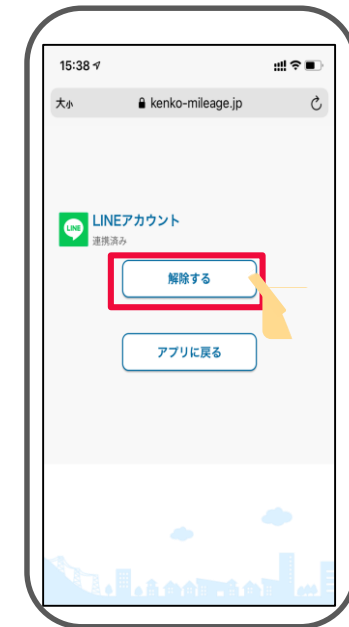 15:38
大小 kenko-mileage.jp
LINE
LINEアカウント
連携済み
解除する
アプリに戻る